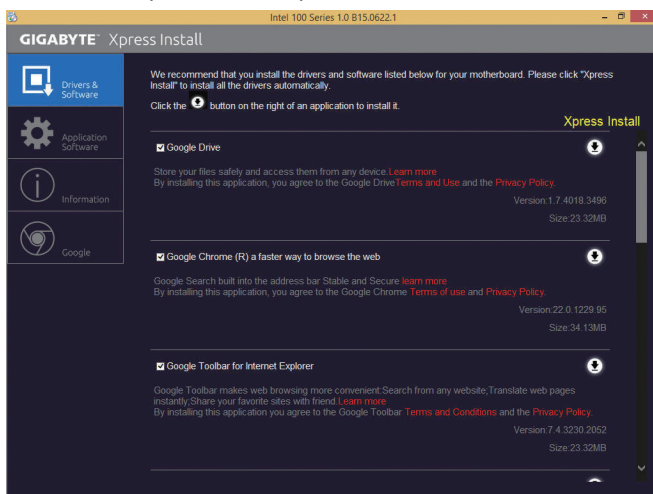 Intel 100 Series 1.0 B15.0622.1
GIGABYTE™ Xpress Install
Drivers &
Software
Application
Software
Information
Google
We recommend that you install the drivers and software listed below for your motherboard. Please click "Xpress
Install" to install all the drivers automatically.
Click the button on the right of an application to install it.
Xpress Install
Google Drive
Store your files safely and access them from any device.Learn more
By installing this application, you agree to the Google DriveTerms and Use and the Privacy Policy.
Version:1.7.4018.3496
Size:23.32MB
Google Chrome (R) a faster way to browse the web
Google Search built into the address bar Stable and Secure learn more
By installing this application, you agree to the Google Chrome Terms of use and Privacy Policy.
Version:22.0.1229.95
Size:34.13MB
Google Toolbar for Internet Explorer
Google Toolbar makes web browsing more convenient:Search from any website;Translate web pages
instantly;Share your favorite sites with friend.Learn more
By installing this application you agree to the Google Toolbar Terms and Conditions and the Privacy Policy.
Version:7.4.3230.2052
Size:23.32MB